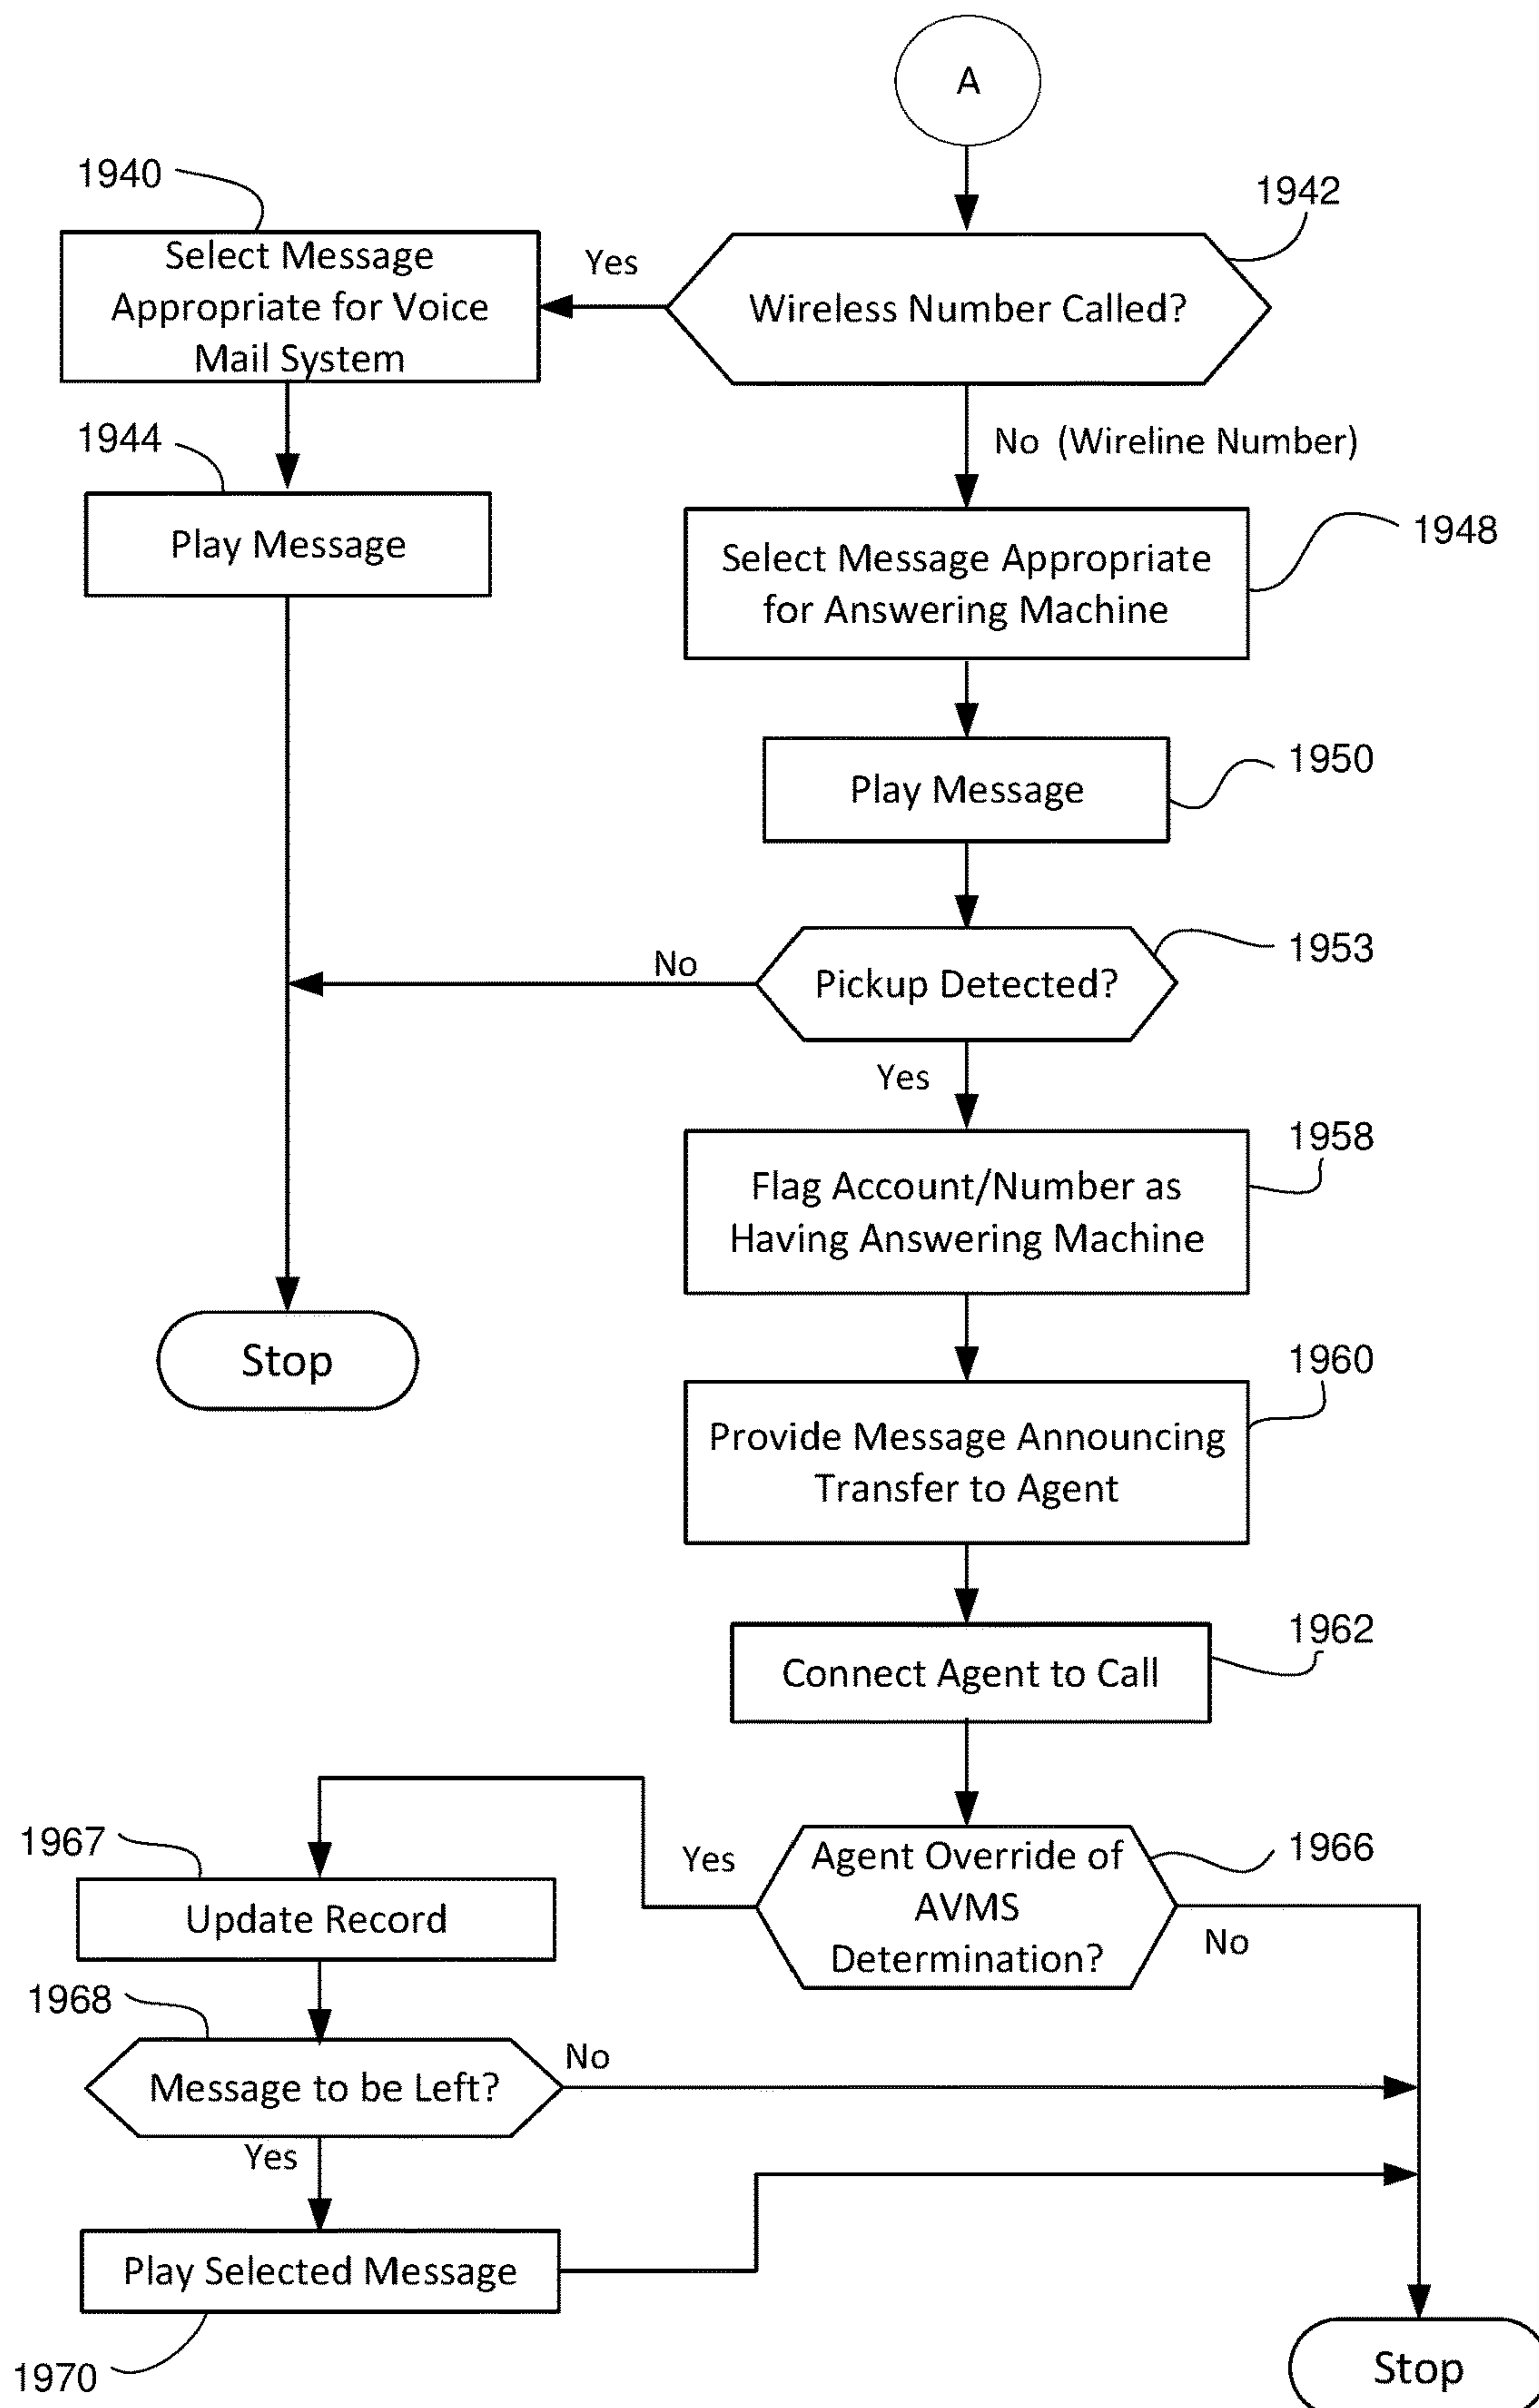 A
1940
1942
Select Message
Appropriate for Voice
Mail System
Yes
Wireless Number Called?
1944
No (Wireline Number)
Play Message
1948
Select Message Appropriate
for Answering Machine
1950
Play Message
1953
No
Pickup Detected?
Yes
1958
Flag Account/Number as
Having Answering Machine
Stop
1960
Provide Message Announcing
Transfer to Agent
1962
Connect Agent to Call
1967
Yes
Agent Override of
AVMS
Determination?
1966
Update Record
No
1968
No
Message to be Left?
Yes
Play Selected Message
1970
Stop